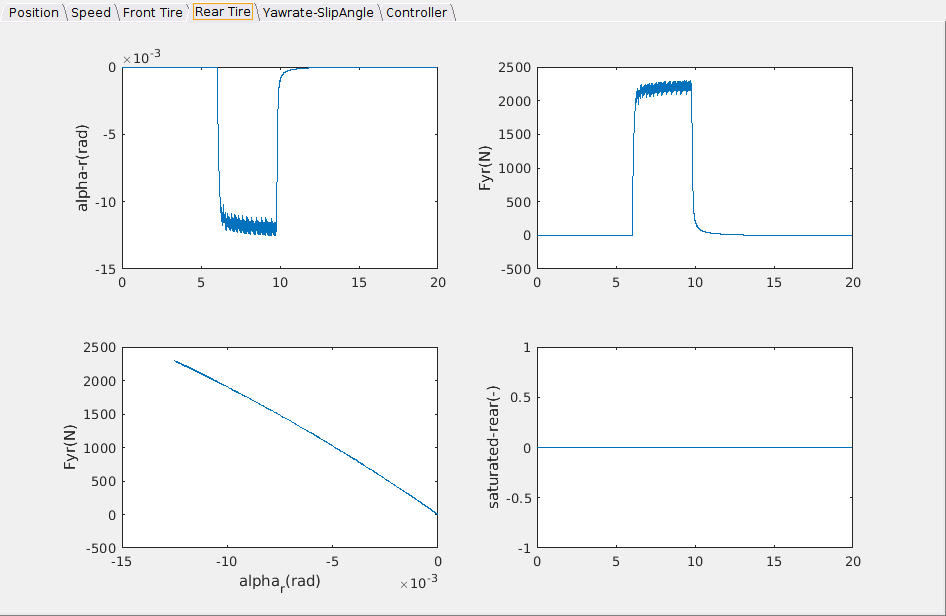 Position Speed Front Tire Rear Tire Yawrate-SlipAngle Controller
×10-3
0
-5
-10
-15
alpha-r(rad)
0 5 10 15 20
2500
2000
1500
1000
500
0
-500
Fyr(N)
0 5 10 15 20
2500
2000
1500
1000
500
0
-500
Fyr(N)
-15 -10 -5 0
alphar(rad)
×10-3
1
0.5
0
-0.5
-1
saturated-rear(-)
0 5 10 15 20